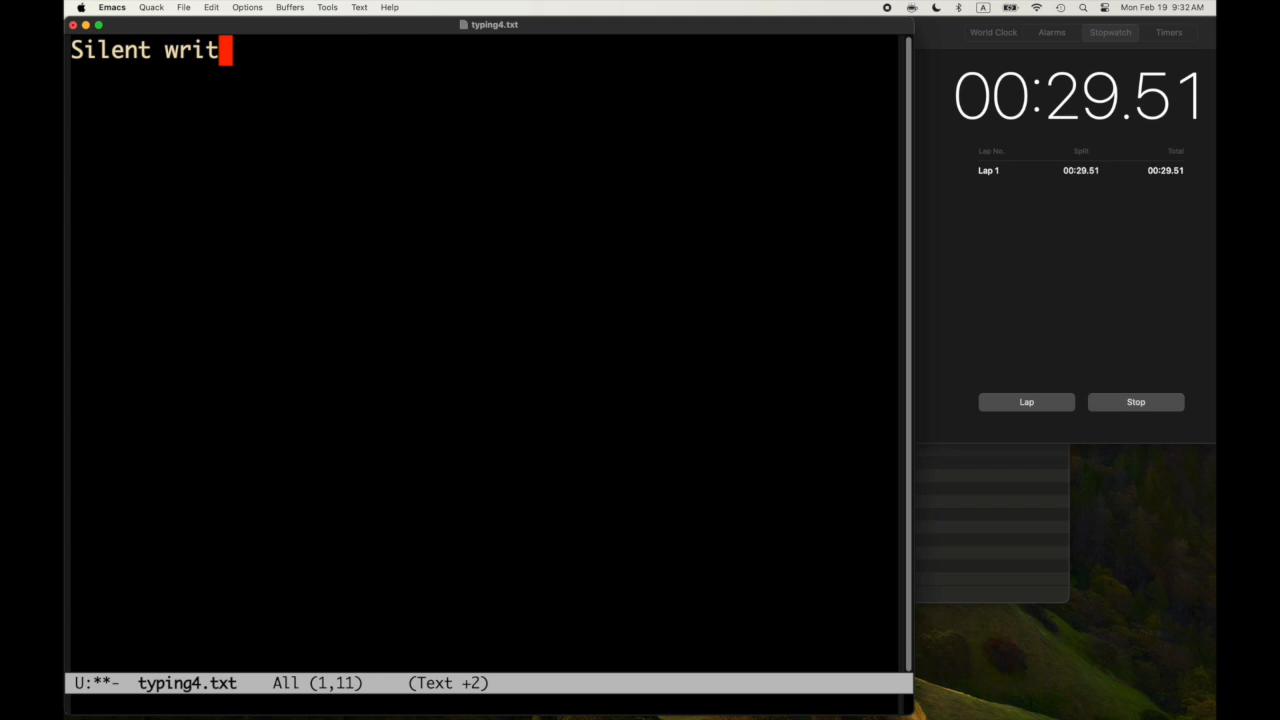 Emacs Quack File Edit Options Buffers Tools Text Help
A
Mon Feb 19 9:32 AM
typing4.txt
World Clock Alarms Stopwatch Timers
Silent writ
00:29.51
Lap No. Split Total
Lap 1 00:29.51 00:29.51
Lap Stop
U:**- typing4.txt All (1,11) (Text +2)